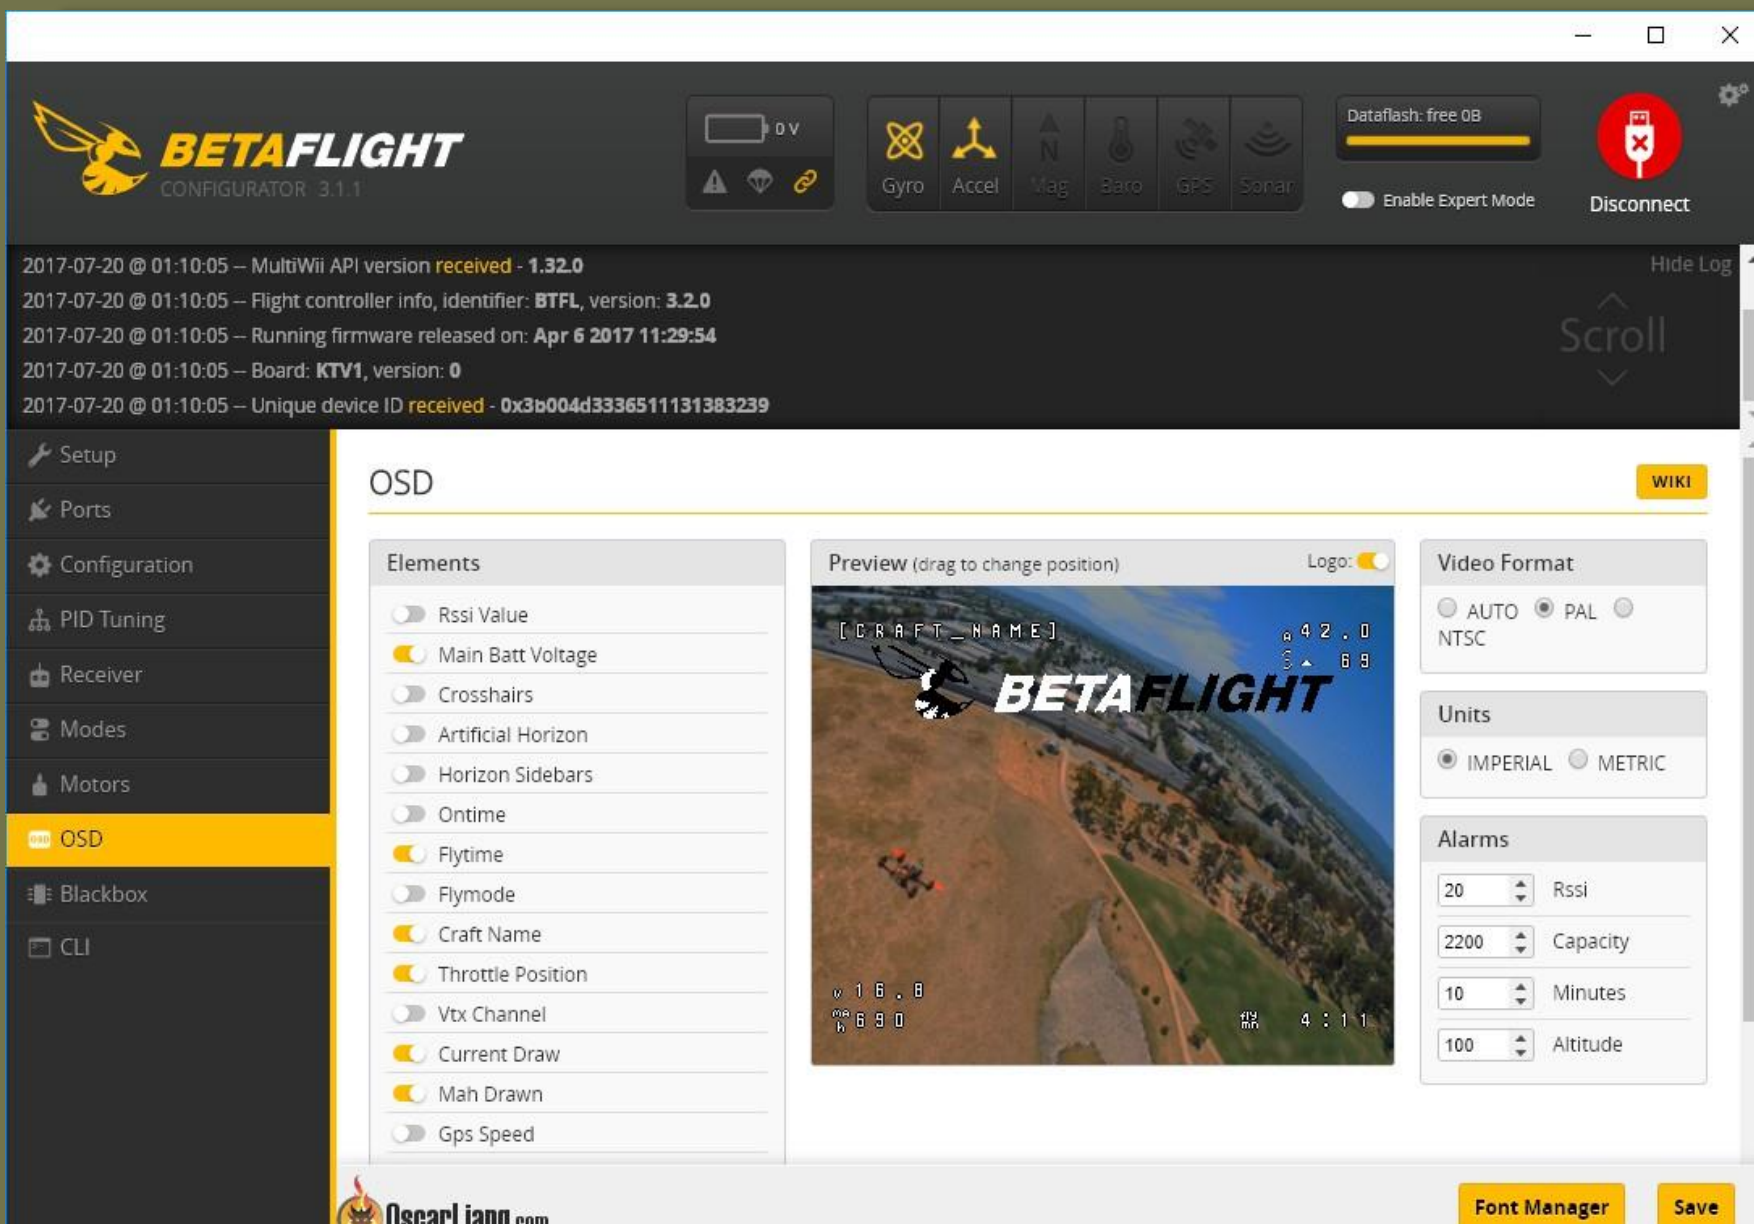 0 V
Dataflash: free 0B
BETAFLIGHT
CONFIGURATOR 3.1.1
Gyro Accel Mag Baro GPS Sonar
Enable Expert Mode
Disconnect
2017-07-20 @ 01:10:05 -- MultiWii API version received - 1.32.0
Hide Log
2017-07-20 @ 01:10:05 -- Flight controller info, identifier: BTFL, version: 3.2.0
2017-07-20 @ 01:10:05 -- Running firmware released on: Apr 6 2017 11:29:54
Scroll
2017-07-20 @ 01:10:05 -- Board: KTV1, version: 0
2017-07-20 @ 01:10:05 -- Unique device ID received - 0x3b004d3336511131383239
Setup
Ports
Configuration
PID Tuning
Receiver
Modes
Motors
OSD
Blackbox
CLI
OSD
WIKI
Elements
Rssi Value
Main Batt Voltage
Crosshairs
Artificial Horizon
Horizon Sidebars
Ontime
Flytime
Flymode
Craft Name
Throttle Position
Vtx Channel
Current Draw
Mah Drawn
Gps Speed
Preview (drag to change position)
Logo:
[CRAFT_NAME]
A 42.0
69
BETAFLIGHT
V 16.8
mAh 690
fly mn 4:11
Video Format
AUTO PAL
NTSC
Units
IMPERIAL METRIC
Alarms
20 Rssi
2200 Capacity
10 Minutes
100 Altitude
OscarLiang.com
Font Manager
Save